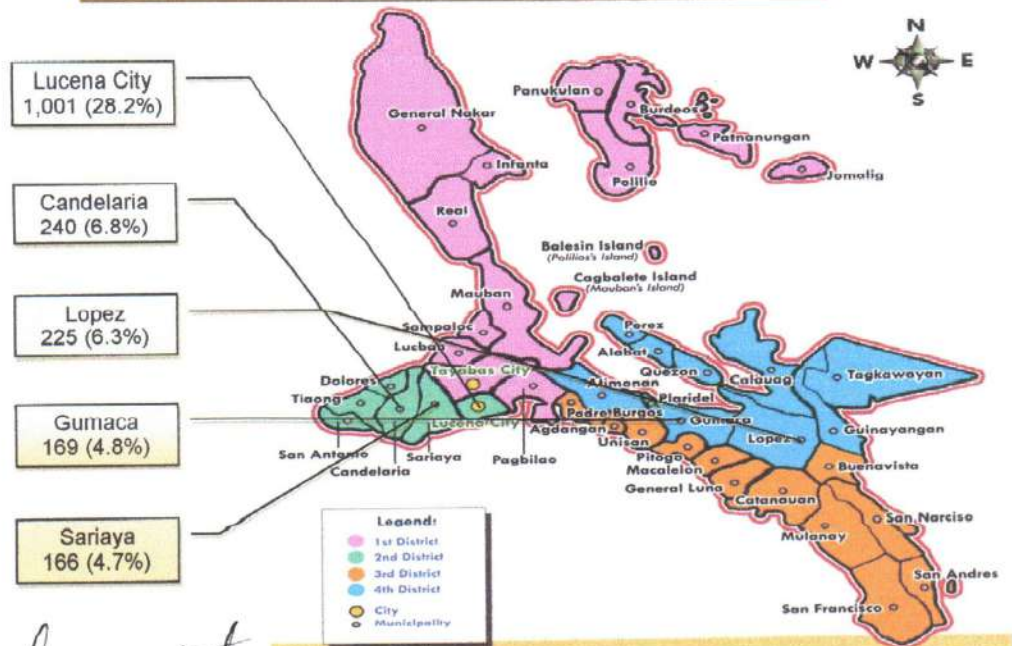 N
W E
S
Lucena City
1,001 (28.2%)
Candelaria
240 (6.8%)
Lopez
225 (6.3%)
Gumaca
169 (4.8%)
Sariaya
166 (4.7%)
General Nakar
Infanta
Real
Panukulan
Burdeos
Patnanungan
Polilio
Jomalig
Balesin Island
(Polilios's Island)
Cagbalete Island
(Mauban's Island)
Mauban
Sampaloc
Lucban
Tayabas City
Dolores
Tiaong
San Antonio
Candelaria
Sariaya
Lucena City
Pagbilao
Perez
Alabat
Quezon
Calauag
Tagkawayan
Atimonan
Plaridel
Padre Burgos
Agdangan
Unisan
Gumaca
Lopez
Guinayangan
Pitogo
Macalelon
General Luna
Catanauan
Buenavista
San Narciso
Mulanay
San Andres
San Francisco
Legend:
1st District
2nd District
3rd District
4th District
City
Municipality